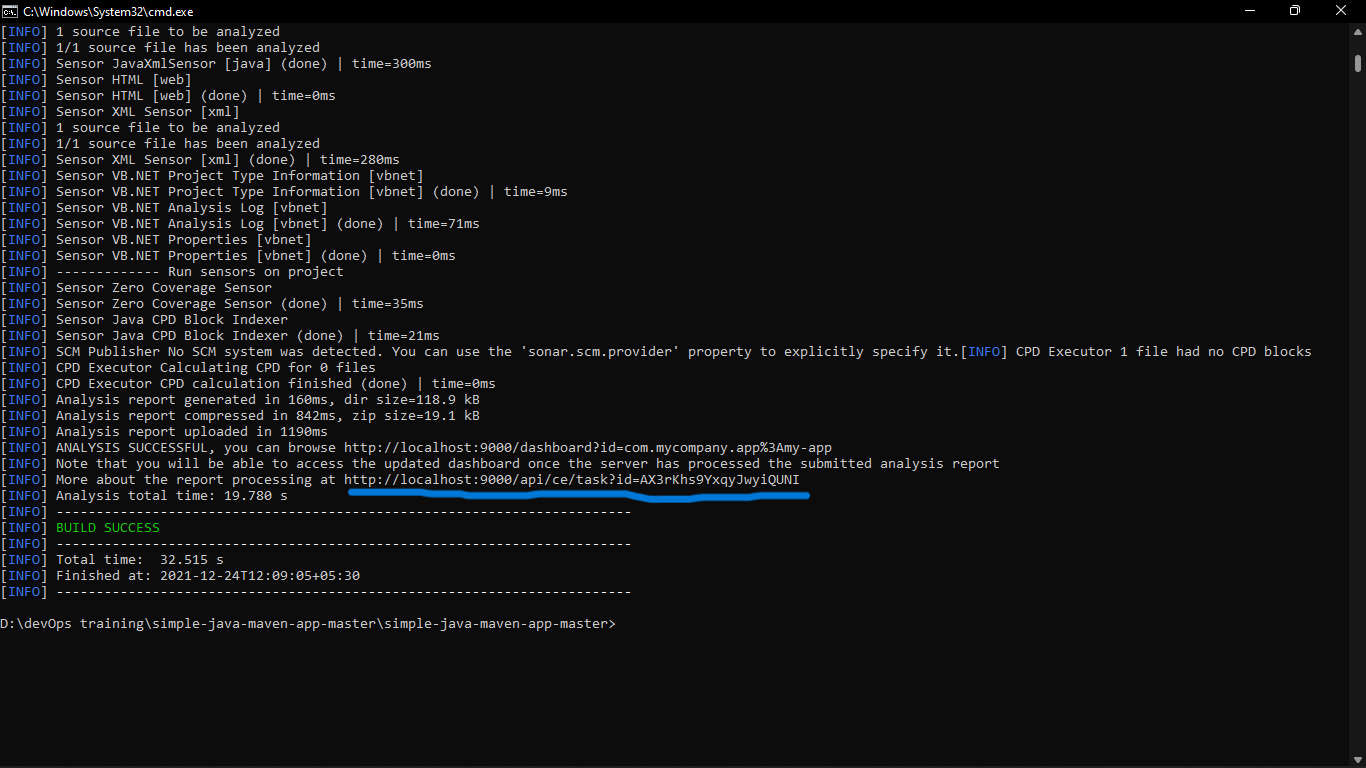 C:\Windows\System32\cmd.exe
[INFO] 1 source file to be analyzed
[INFO] 1/1 source file has been analyzed
[INFO] Sensor JavaXmlSensor [java] (done) | time=300ms
[INFO] Sensor HTML [web]
[INFO] Sensor HTML [web] (done) | time=0ms
[INFO] Sensor XML Sensor [xml]
[INFO] 1 source file to be analyzed
[INFO] 1/1 source file has been analyzed
[INFO] Sensor XML Sensor [xml] (done) | time=280ms
[INFO] Sensor VB.NET Project Type Information [vbnet]
[INFO] Sensor VB.NET Project Type Information [vbnet] (done) | time=9ms
[INFO] Sensor VB.NET Analysis Log [vbnet]
[INFO] Sensor VB.NET Analysis Log [vbnet] (done) | time=71ms
[INFO] Sensor VB.NET Properties [vbnet]
[INFO] Sensor VB.NET Properties [vbnet] (done) | time=0ms
[INFO] ------------- Run sensors on project
[INFO] Sensor Zero Coverage Sensor
[INFO] Sensor Zero Coverage Sensor (done) | time=35ms
[INFO] Sensor Java CPD Block Indexer
[INFO] Sensor Java CPD Block Indexer (done) | time=21ms
[INFO] SCM Publisher No SCM system was detected. You can use the 'sonar.scm.provider' property to explicitly specify it.[INFO] CPD Executor 1 file had no CPD blocks
[INFO] CPD Executor Calculating CPD for 0 files
[INFO] CPD Executor CPD calculation finished (done) | time=0ms
[INFO] Analysis report generated in 160ms, dir size=118.9 kB
[INFO] Analysis report compressed in 842ms, zip size=19.1 kB
[INFO] Analysis report uploaded in 1190ms
[INFO] ANALYSIS SUCCESSFUL, you can browse http://localhost:9000/dashboard?id=com.mycompany.app%3Amy-app
[INFO] Note that you will be able to access the updated dashboard once the server has processed the submitted analysis report
[INFO] More about the report processing at http://localhost:9000/api/ce/task?id=AX3rKhs9YxqyJwyiQUNI
[INFO] Analysis total time: 19.780 s
[INFO] ------------------------------------------------------------------------
[INFO] BUILD SUCCESS
[INFO] ------------------------------------------------------------------------
[INFO] Total time:  32.515 s
[INFO] Finished at: 2021-12-24T12:09:05+05:30
[INFO] ------------------------------------------------------------------------
D:\devOps training\simple-java-maven-app-master\simple-java-maven-app-master>